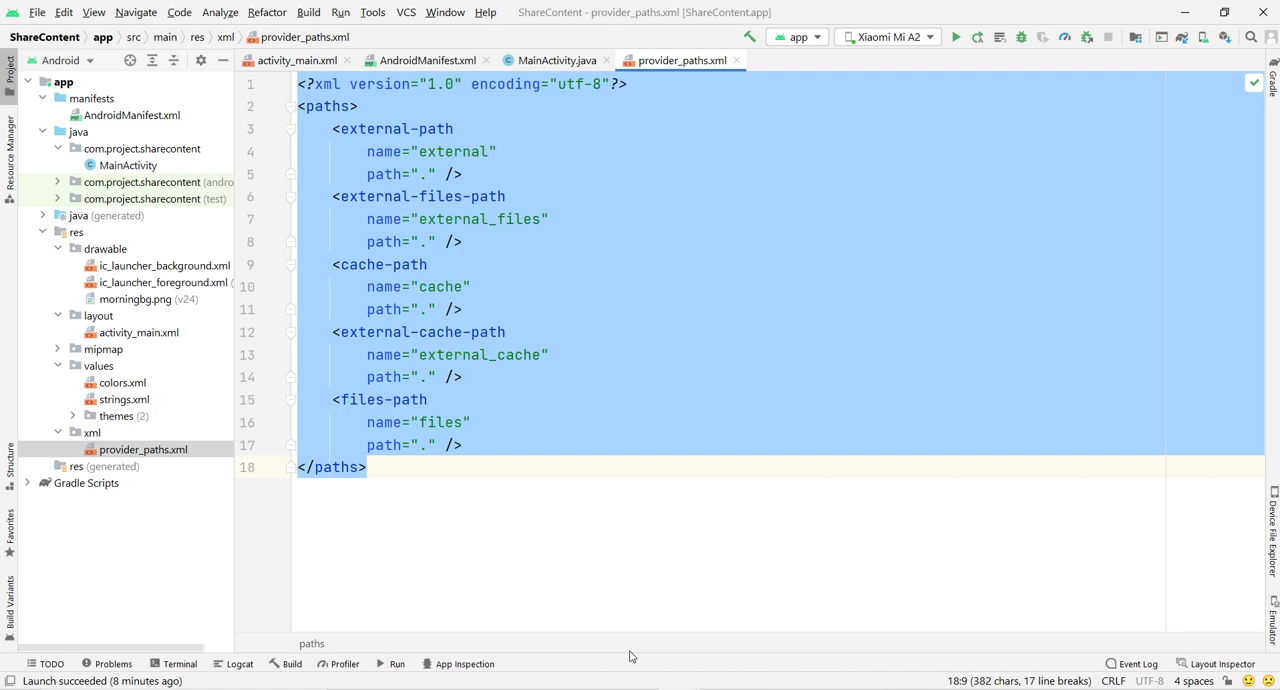 File Edit View Navigate Code Analyze Refactor Build Run Tools VCS Window Help ShareContent - provider_paths.xml [ShareContent.app]
ShareContent app src main res xml provider_paths.xml app Xiaomi Mi A2
Android activity_main.xml AndroidManifest.xml MainActivity.java provider_paths.xml
Project
Resource Manager
Structure
Favorites
Build Variants
app
manifests
AndroidManifest.xml
java
com.project.sharecontent
MainActivity
com.project.sharecontent (andro
com.project.sharecontent (test)
java (generated)
res
drawable
ic_launcher_background.xml
ic_launcher_foreground.xml (
morningbg.png (v24)
layout
activity_main.xml
mipmap
values
colors.xml
strings.xml
themes (2)
xml
provider_paths.xml
res (generated)
Gradle Scripts
1 <?xml version="1.0" encoding="utf-8"?>
2 <paths>
3 <external-path
4 name="external"
5 path="." />
6 <external-files-path
7 name="external_files"
8 path="." />
9 <cache-path
10 name="cache"
11 path="." />
12 <external-cache-path
13 name="external_cache"
14 path="." />
15 <files-path
16 name="files"
17 path="." />
18 </paths>
paths
Gradle
Device File Explorer
Emulator
TODO Problems Terminal Logcat Build Profiler Run App Inspection Event Log Layout Inspector
Launch succeeded (8 minutes ago) 18:9 (382 chars, 17 line breaks) CRLF UTF-8 4 spaces